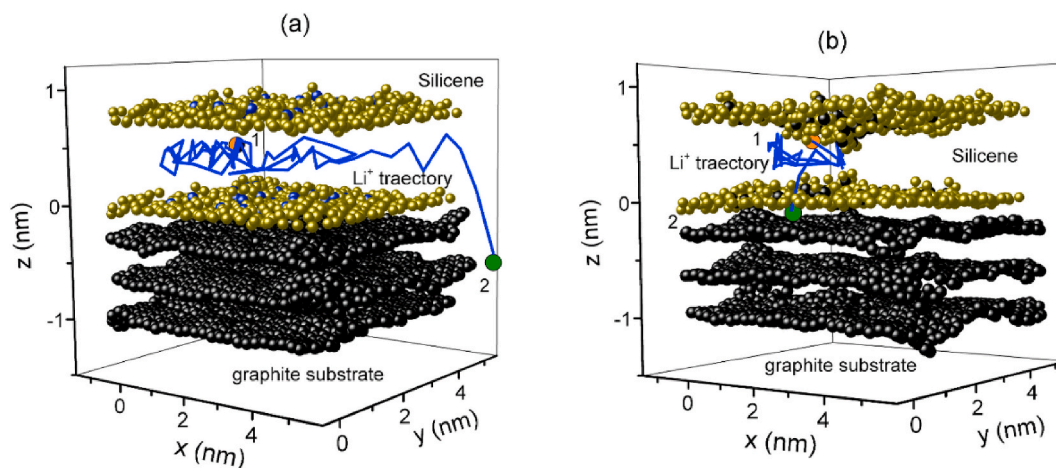 (a)
Silicene
1
Li+ traectory
2
graphite substrate
z (nm)
1
0
-1
x (nm)
0
2
4
y (nm)
0
2
4
(b)
1
Li+ traectory
Silicene
2
graphite substrate
z (nm)
1
0
-1
x (nm)
0
2
4
y (nm)
0
2
4